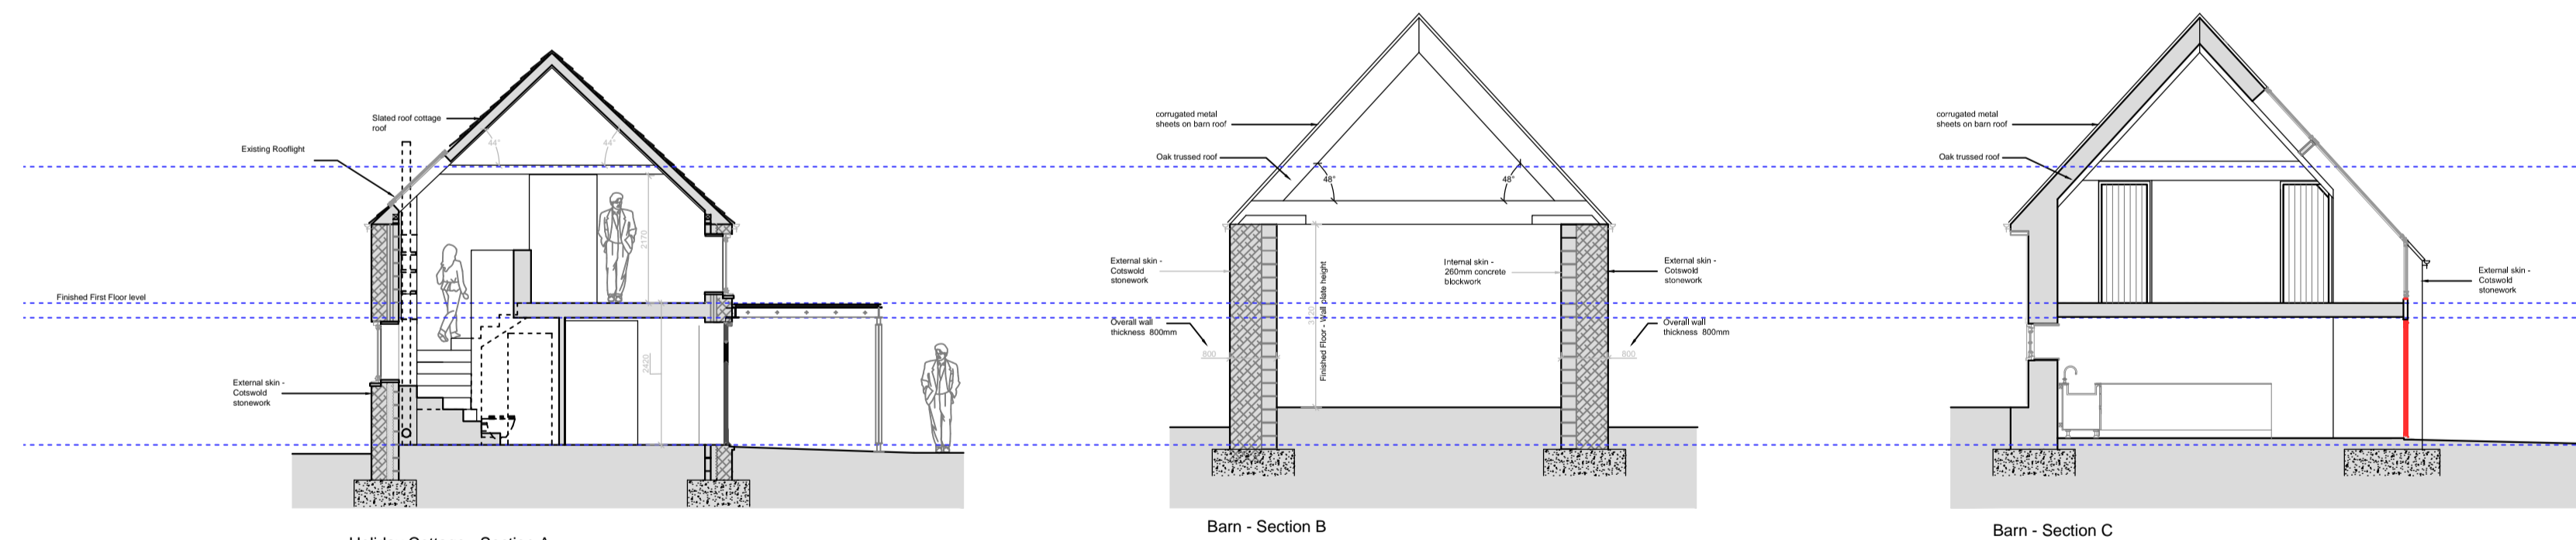 Slated roof cottage
roof
Existing Rooflight
44°
44°
2170
Finished First Floor level
2420
External skin -
Cotswold
stonework
corrugated metal
sheets on barn roof
Oak trussed roof
48°
48°
External skin -
Cotswold
stonework
Internal skin -
260mm concrete
blockwork
External skin -
Cotswold
stonework
Finished Floor - Wall plate height
Overall wall
thickness 800mm
800
Overall wall
thickness 800mm
800
Barn - Section B
corrugated metal
sheets on barn roof
Oak trussed roof
External skin -
Cotswold
stonework
Barn - Section C